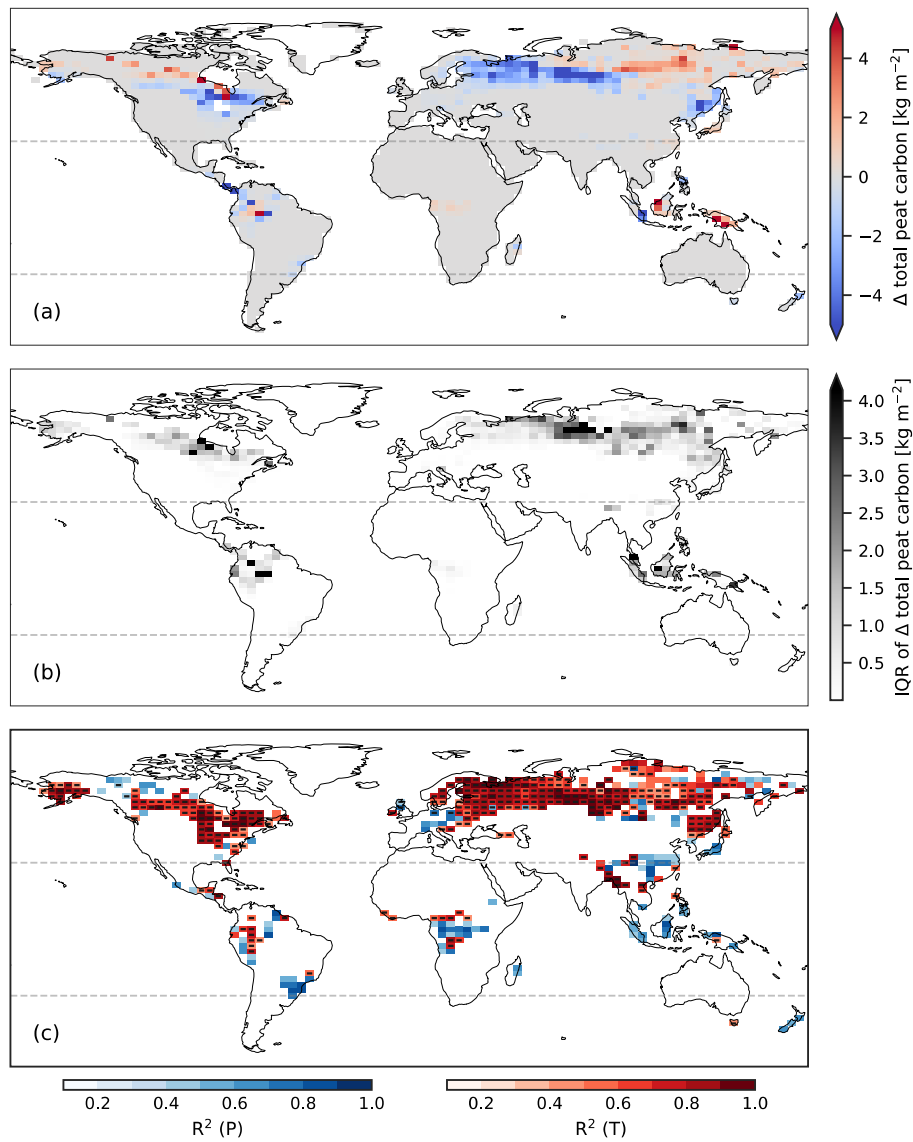 4
2
0
−2
−4
Δ total peat carbon [kg m⁻²]
(a)
4.0
3.5
3.0
2.5
2.0
1.5
1.0
0.5
IQR of Δ total peat carbon [kg m⁻²]
(b)
(c)
0.2 0.4 0.6 0.8 1.0
R² (P)
0.2 0.4 0.6 0.8 1.0
R² (T)